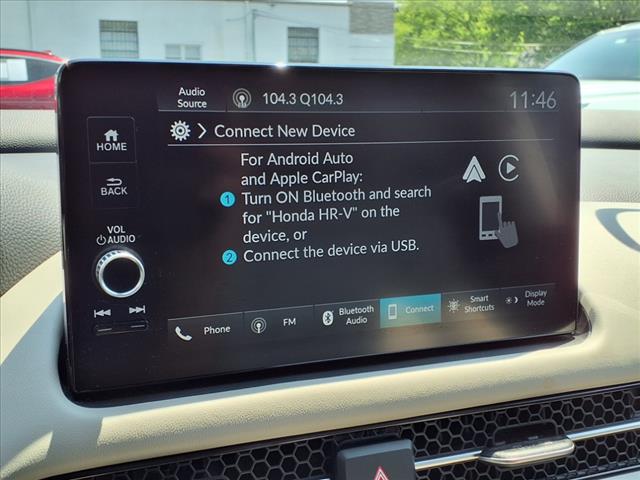 Audio
Source
104.3 Q104.3
11:46
HOME
Connect New Device
BACK
For Android Auto
and Apple CarPlay:
1 Turn ON Bluetooth and search
for "Honda HR-V" on the
device, or
2 Connect the device via USB.
VOL
AUDIO
Phone
FM
Bluetooth
Audio
Connect
Smart
Shortcuts
Display
Mode